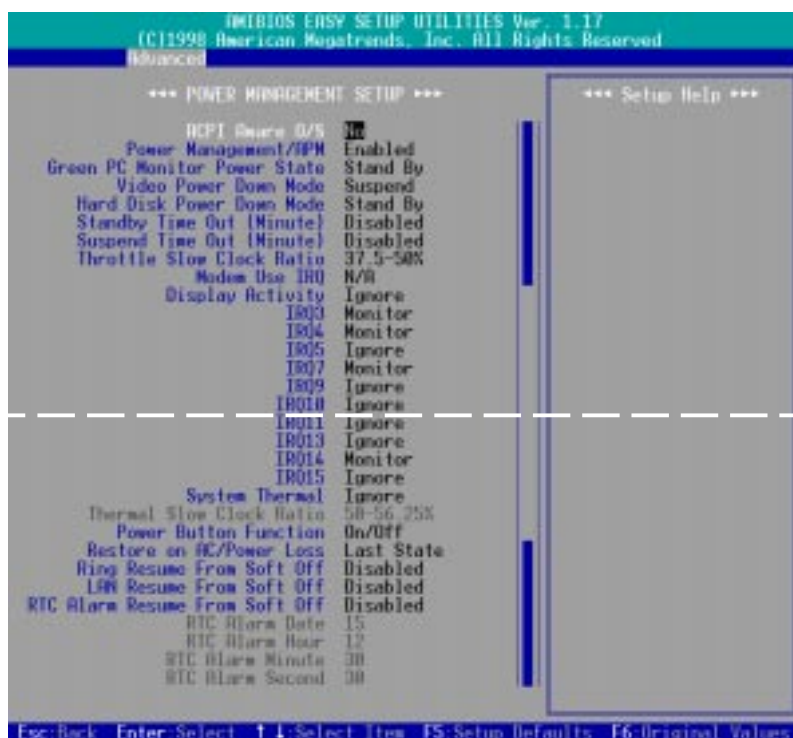 AMIBIOS EASY SETUP UTILITIES Ver. 1.17
(C)1998 American Megatrends, Inc. All Rights Reserved
Advanced
*** POWER MANAGEMENT SETUP ***
*** Setup Help ***
ACPI Aware O/S No
Power Management/APM Enabled
Green PC Monitor Power State Stand By
Video Power Down Mode Suspend
Hard Disk Power Down Mode Stand By
Standby Time Out (Minute) Disabled
Suspend Time Out (Minute) Disabled
Throttle Slow Clock Ratio 37.5-50%
Modem Use IRQ N/A
Display Activity Ignore
IRQ3 Monitor
IRQ4 Monitor
IRQ5 Ignore
IRQ7 Monitor
IRQ9 Ignore
IRQ10 Ignore
IRQ11 Ignore
IRQ13 Ignore
IRQ14 Monitor
IRQ15 Ignore
System Thermal Ignore
Thermal Slow Clock Ratio 50-56.25%
Power Button Function On/Off
Restore on AC/Power Loss Last State
Ring Resume From Soft Off Disabled
LAN Resume From Soft Off Disabled
RTC Alarm Resume From Soft Off Disabled
RTC Alarm Date 15
RTC Alarm Hour 12
RTC Alarm Minute 30
RTC Alarm Second 30
Esc:Back Enter:Select ↑↓:Select Item F5:Setup Defaults F6:Original Values